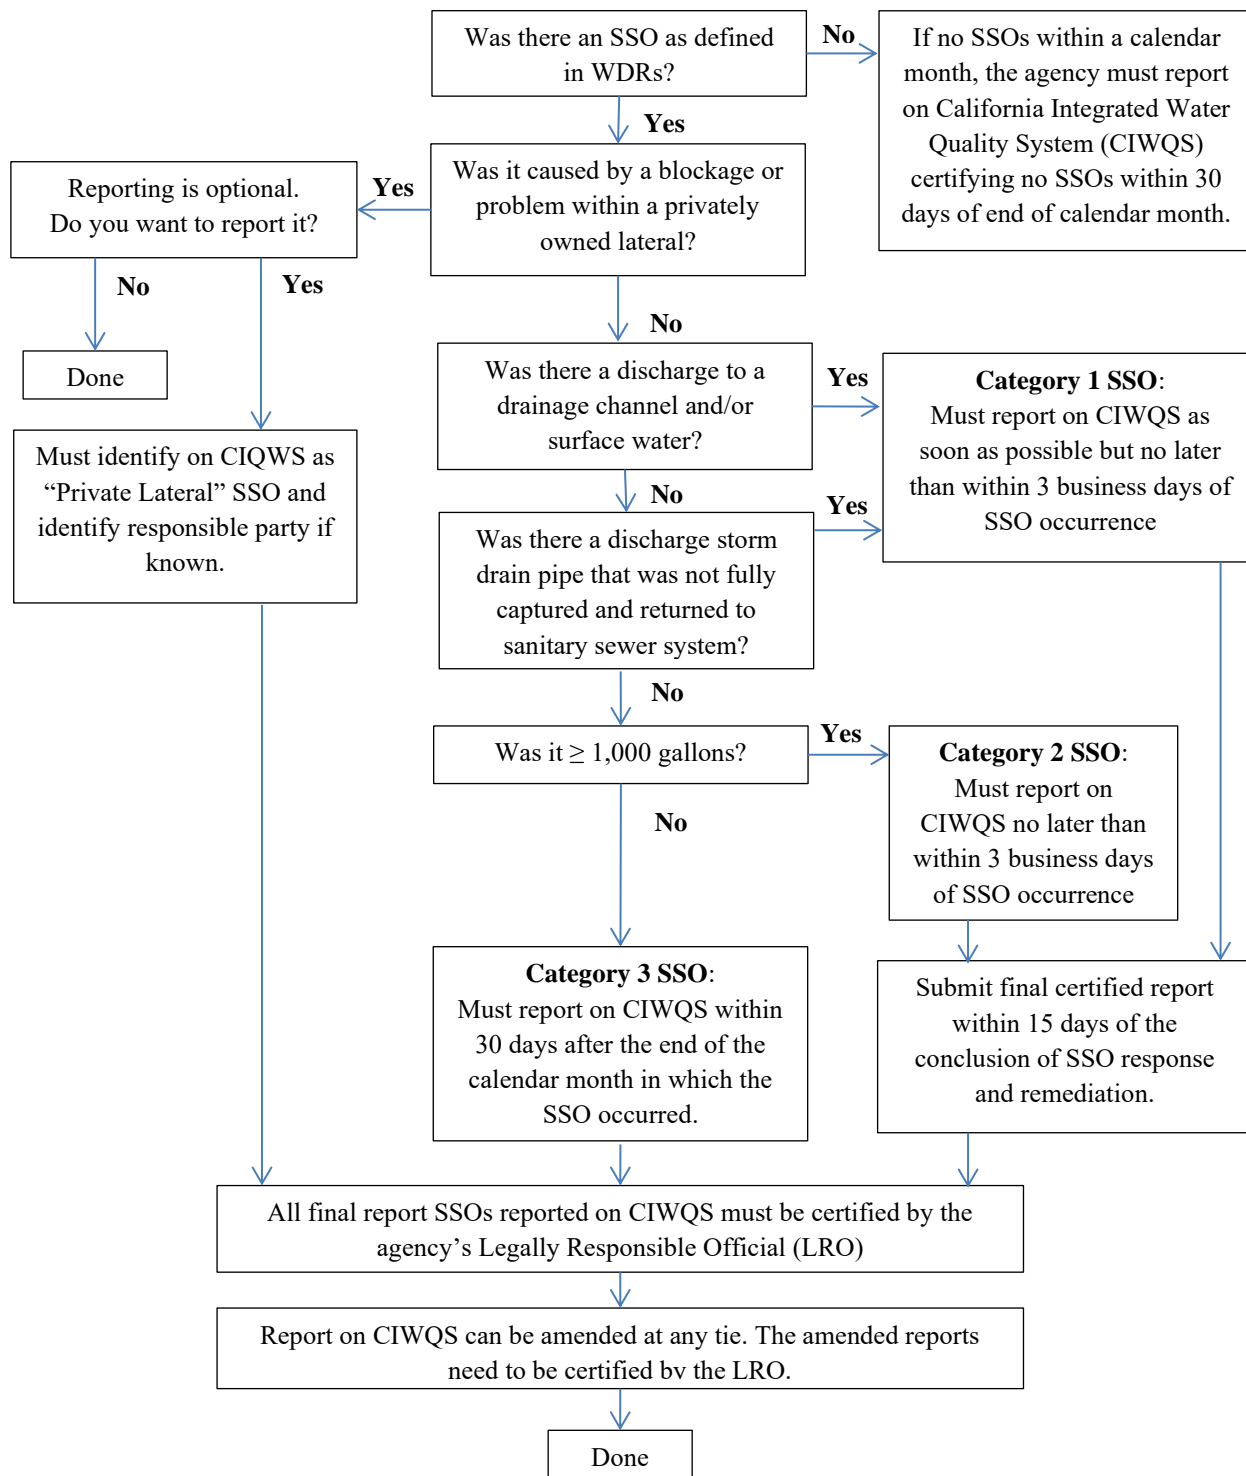 Was there an SSO as defined
in WDRs?
No
If no SSOs within a calendar
month, the agency must report
on California Integrated Water
Quality System (CIWQS)
certifying no SSOs within 30
days of end of calendar month.
Yes
Was it caused by a blockage or
problem within a privately
owned lateral?
Yes
Reporting is optional.
Do you want to report it?
No
Yes
Done
Must identify on CIQWS as
“Private Lateral” SSO and
identify responsible party if
known.
No
Was there a discharge to a
drainage channel and/or
surface water?
Yes
Category 1 SSO:
Must report on CIWQS as
soon as possible but no later
than within 3 business days of
SSO occurrence
No
Yes
Was there a discharge storm
drain pipe that was not fully
captured and returned to
sanitary sewer system?
No
Was it ≥ 1,000 gallons?
Yes
Category 2 SSO:
Must report on
CIWQS no later than
within 3 business days
of SSO occurrence
No
Category 3 SSO:
Must report on CIWQS within
30 days after the end of the
calendar month in which the
SSO occurred.
Submit final certified report
within 15 days of the
conclusion of SSO response
and remediation.
All final report SSOs reported on CIWQS must be certified by the
agency’s Legally Responsible Official (LRO)
Report on CIWQS can be amended at any tie. The amended reports
need to be certified by the LRO.
Done